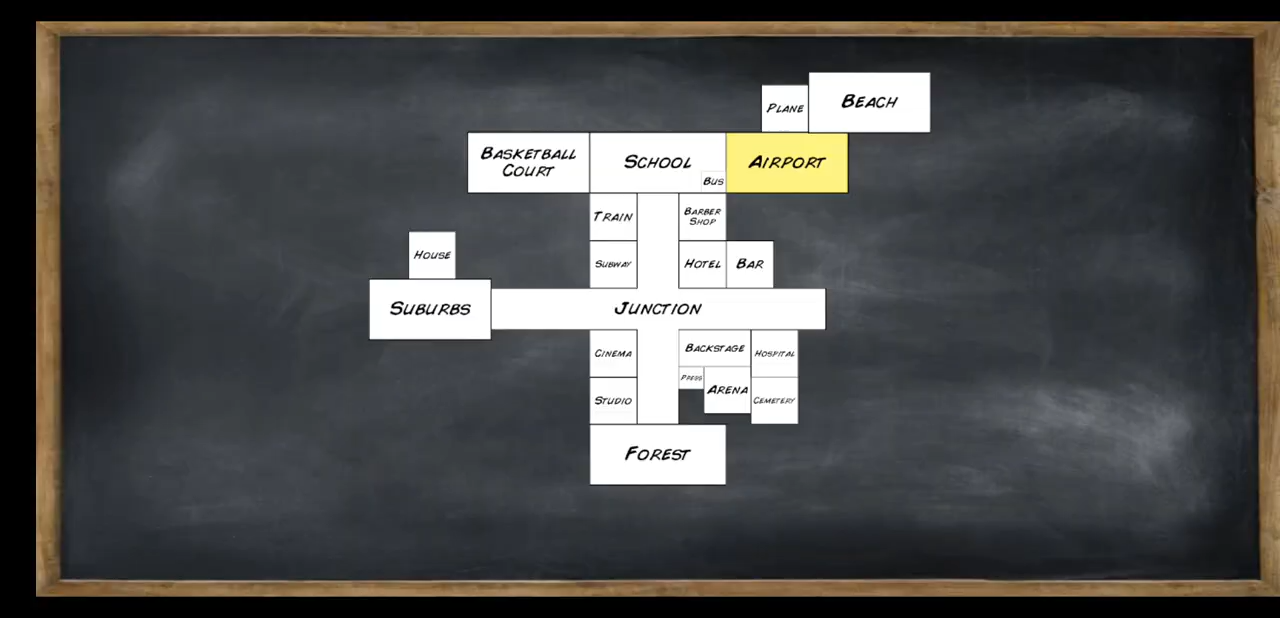 Beach
Plane
Basketball
Court
School
Airport
Bus
Train
Barber
Shop
Subway
Hotel
Bar
House
Suburbs
Junction
Cinema
Backstage
Hospital
Press
Arena
Studio
Cemetery
Forest